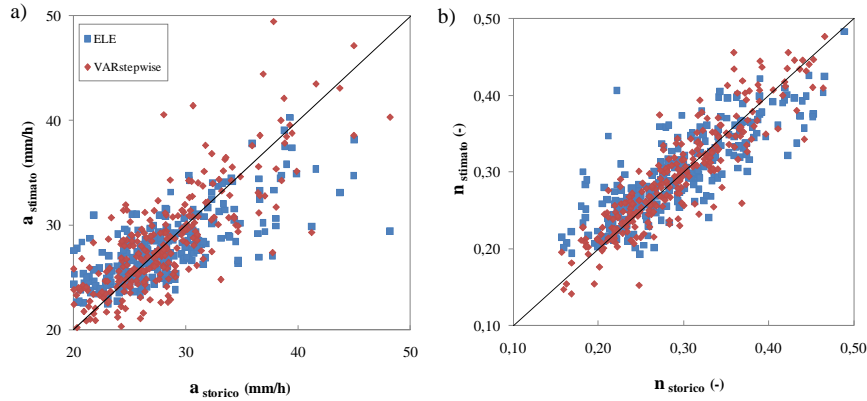 a)
50
40
30
20
20
30
40
50
a stimato (mm/h)
a storico (mm/h)
ELE
VARstepwise
b)
0,50
0,40
0,30
0,20
0,10
0,10
0,20
0,30
0,40
0,50
n stimato (-)
n storico (-)